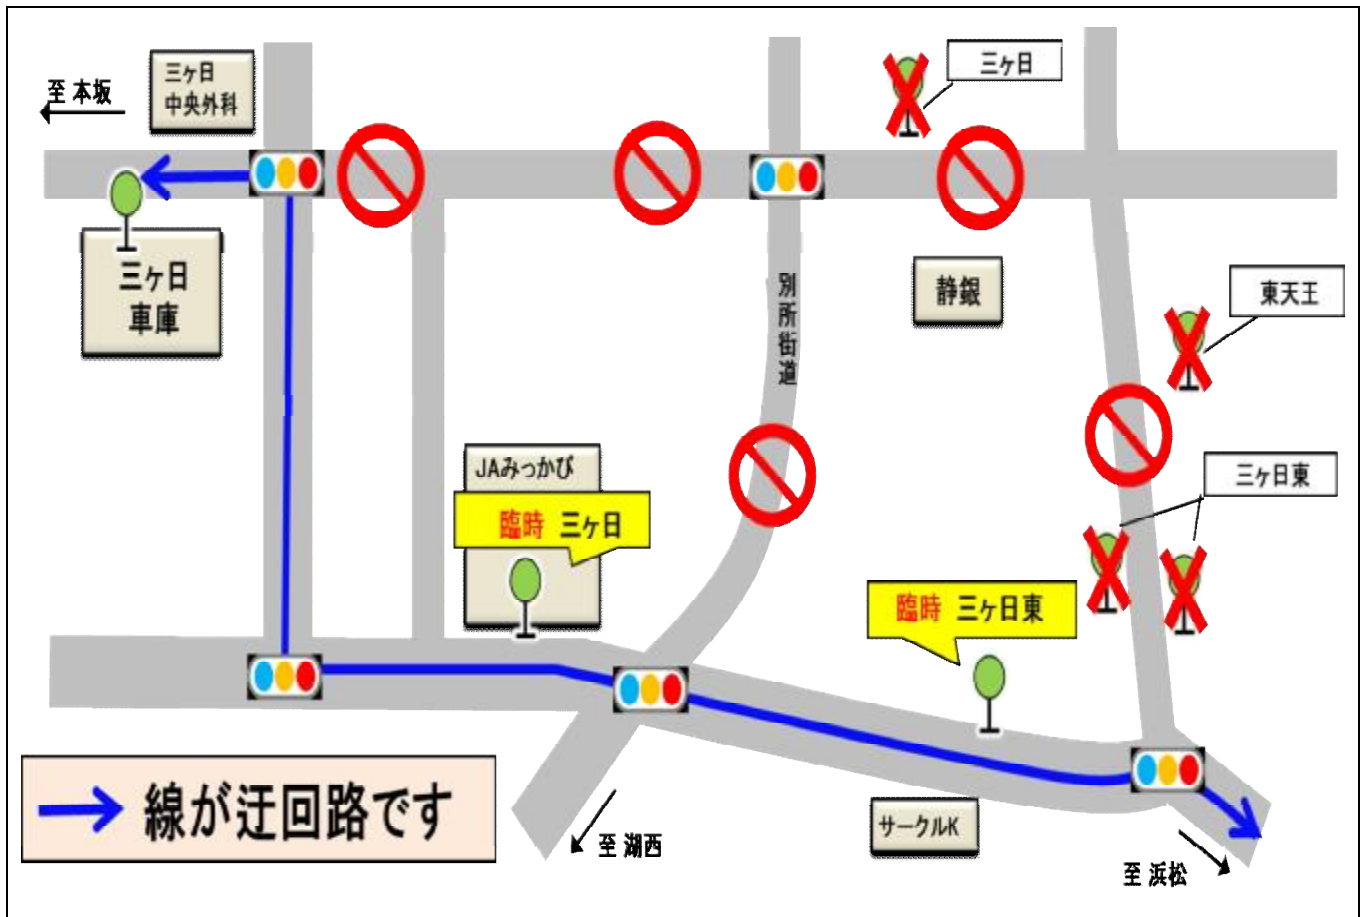 三ヶ日
至 本坂
三ヶ日
中央外科
三ヶ日
車庫
静銀
東天王
別所街道
JAみっかび
臨時 三ヶ日
三ヶ日東
臨時 三ヶ日東
線が迂回路です
サークルK
至 湖西
至 浜松